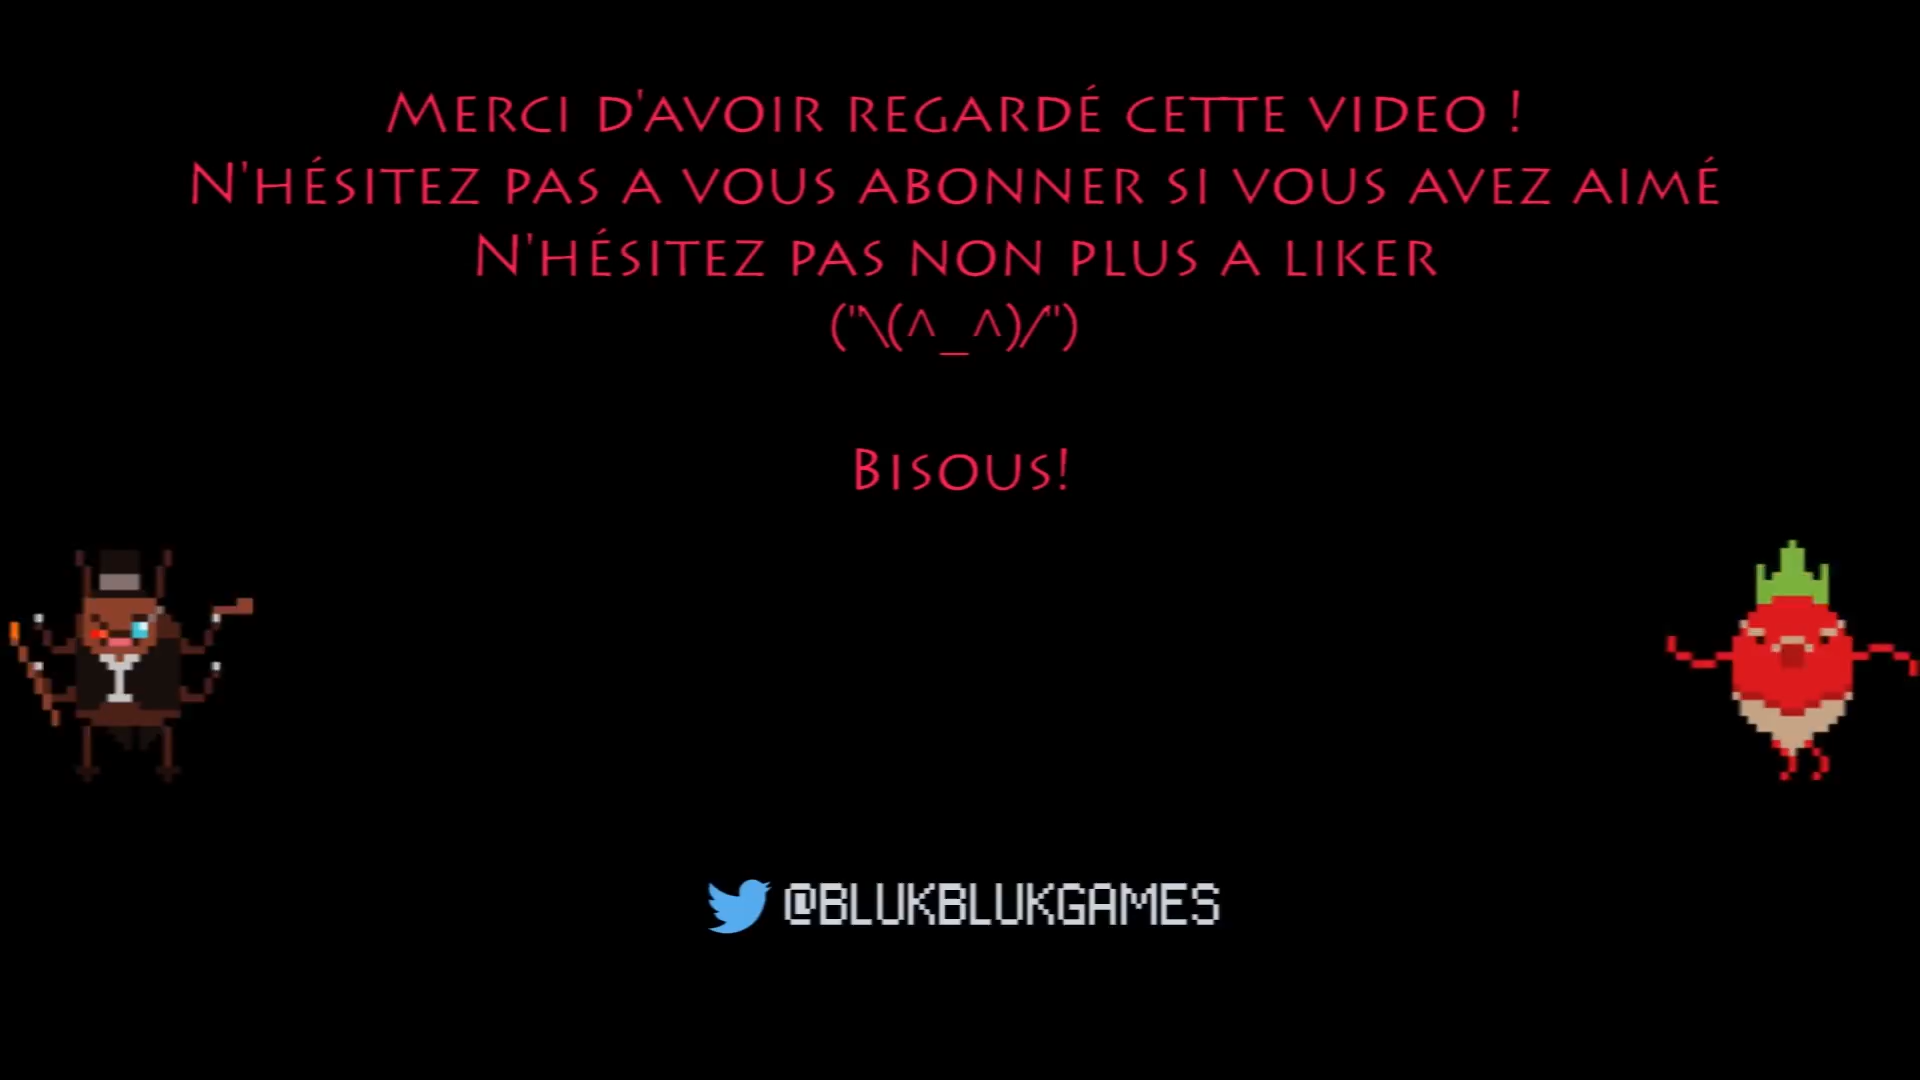 Merci d'avoir regardé cette video !
N'hésitez pas a vous abonner si vous avez aimé
N'hésitez pas non plus a liker
("\(^_^)/")
Bisous!
@BLUKBLUKGAMES